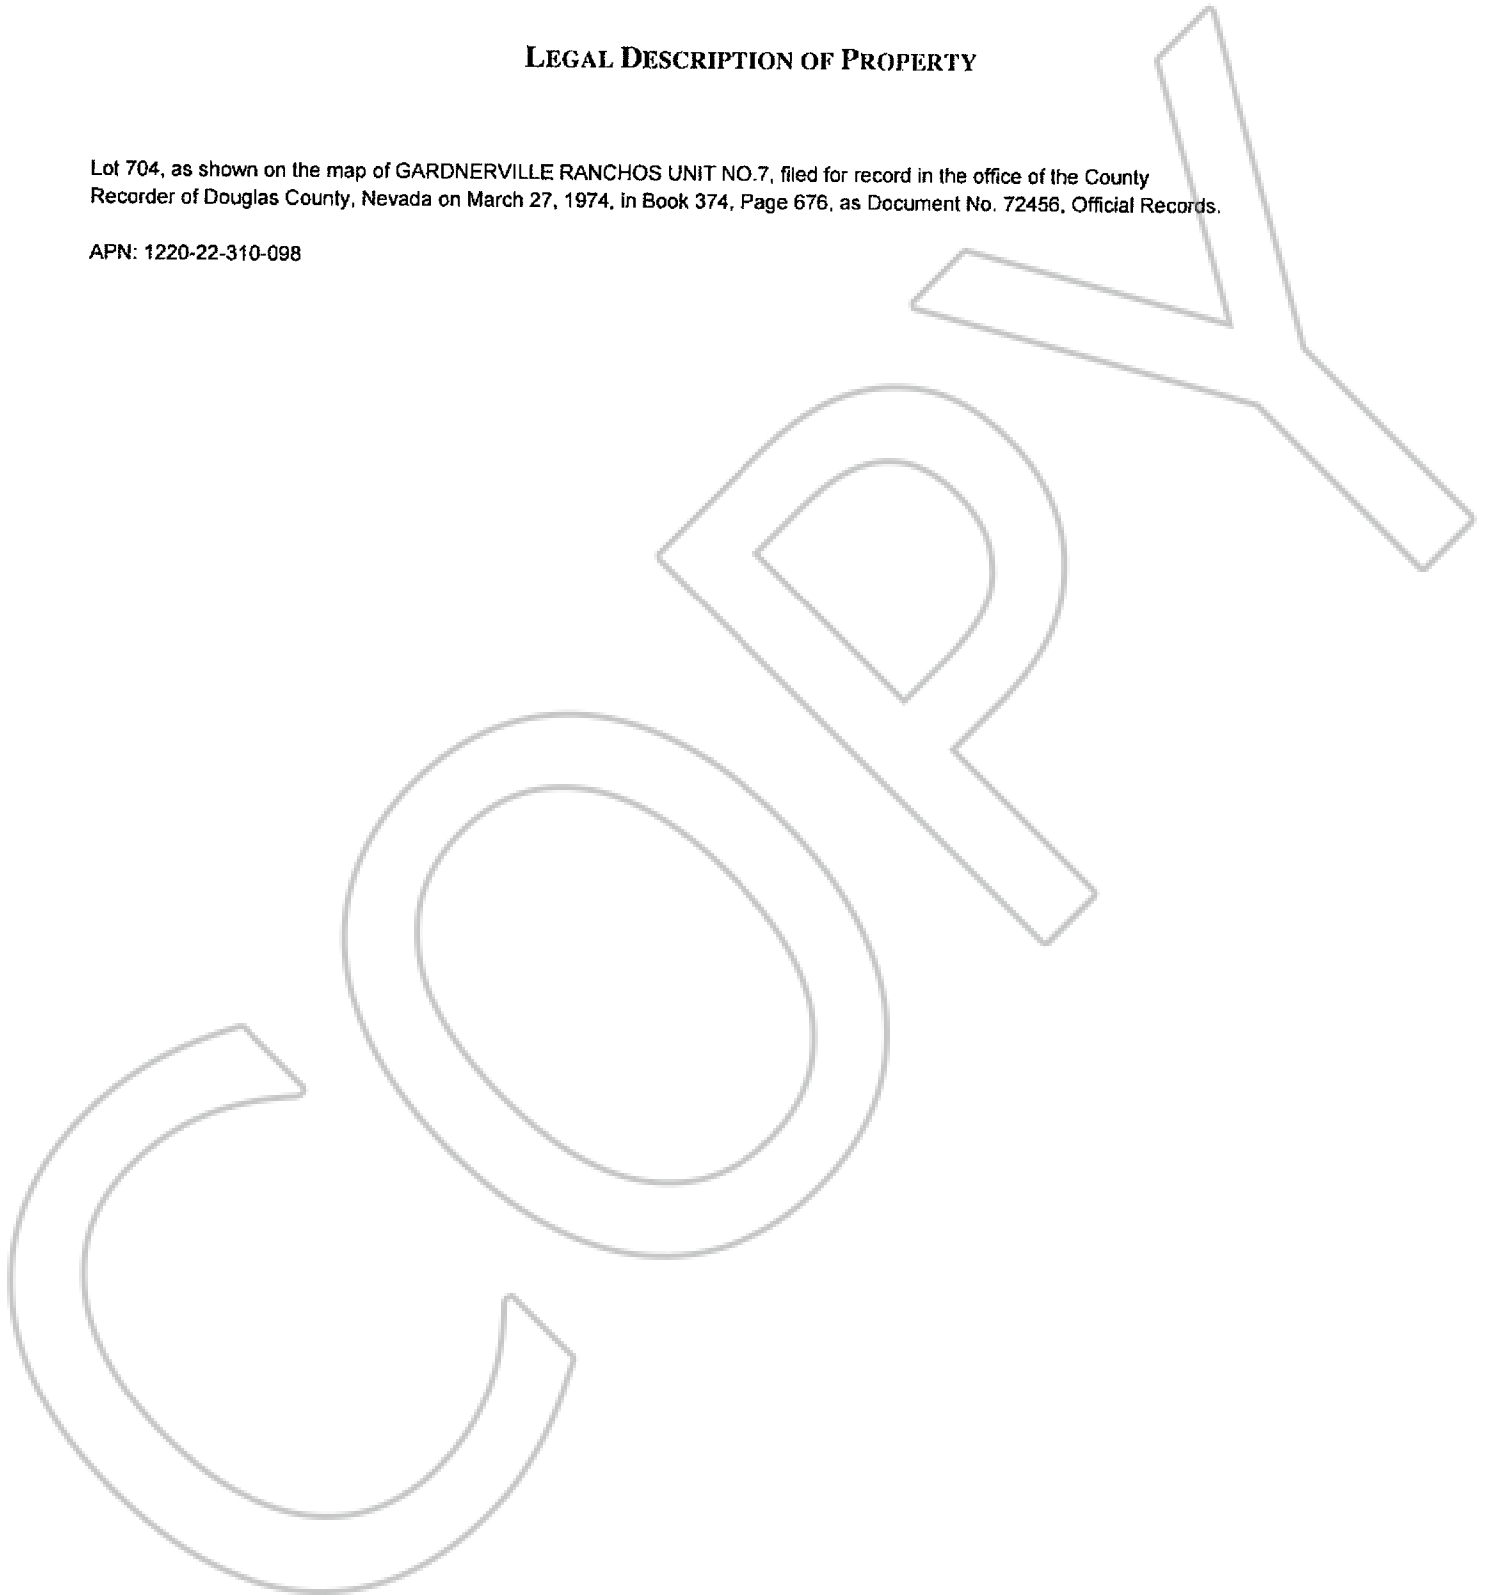 LEGAL DESCRIPTION OF PROPERTY
Lot 704, as shown on the map of GARDNERVILLE RANCHOS UNIT NO.7, filed for record in the office of the County
Recorder of Douglas County, Nevada on March 27, 1974, in Book 374, Page 676, as Document No. 72456, Official Records.
APN: 1220-22-310-098
COPY